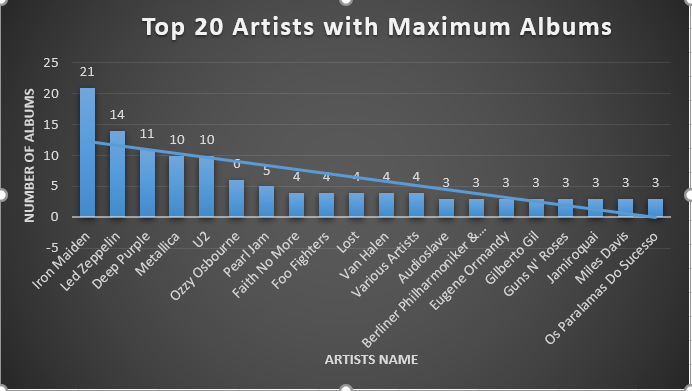 Top 20 Artists with Maximum Albums
NUMBER OF ALBUMS
25
20
15
10
5
0
-5
21
14
11
10
10
6
5
4
4
4
4
4
3
3
3
3
3
3
3
3
Iron Maiden
Led Zeppelin
Deep Purple
Metallica
U2
Ozzy Osbourne
Pearl Jam
Faith No More
Foo Fighters
Lost
Van Halen
Various Artists
Audioslave
Berliner Philharmoniker &...
Eugene Ormandy
Gilberto Gil
Guns N' Roses
Jamiroquai
Miles Davis
Os Paralamas Do Sucesso
ARTISTS NAME